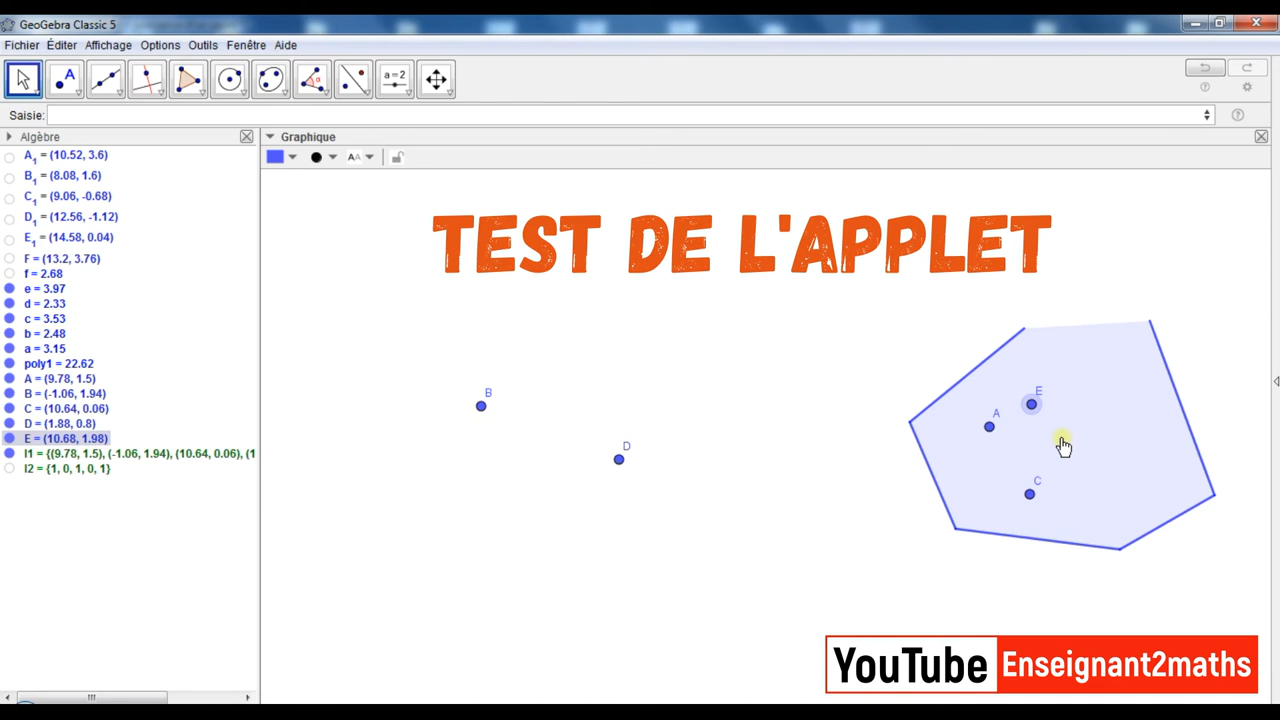 GeoGebra Classic 5
Fichier Éditer Affichage Options Outils Fenêtre Aide
A
α
a = 2
Saisie:
Algèbre
Graphique
AA
A1 = (10.52, 3.6)
B1 = (8.08, 1.6)
C1 = (9.06, -0.68)
D1 = (12.56, -1.12)
E1 = (14.58, 0.04)
F = (13.2, 3.76)
f = 2.68
e = 3.97
d = 2.33
c = 3.53
b = 2.48
a = 3.15
poly1 = 22.62
A = (9.78, 1.5)
B = (-1.06, 1.94)
C = (10.64, 0.06)
D = (1.88, 0.8)
E = (10.68, 1.98)
l1 = {(9.78, 1.5), (-1.06, 1.94), (10.64, 0.06), (1
l2 = {1, 0, 1, 0, 1}
TEST DE L'APPLET
B
E
A
D
C
YouTube Enseignant2maths